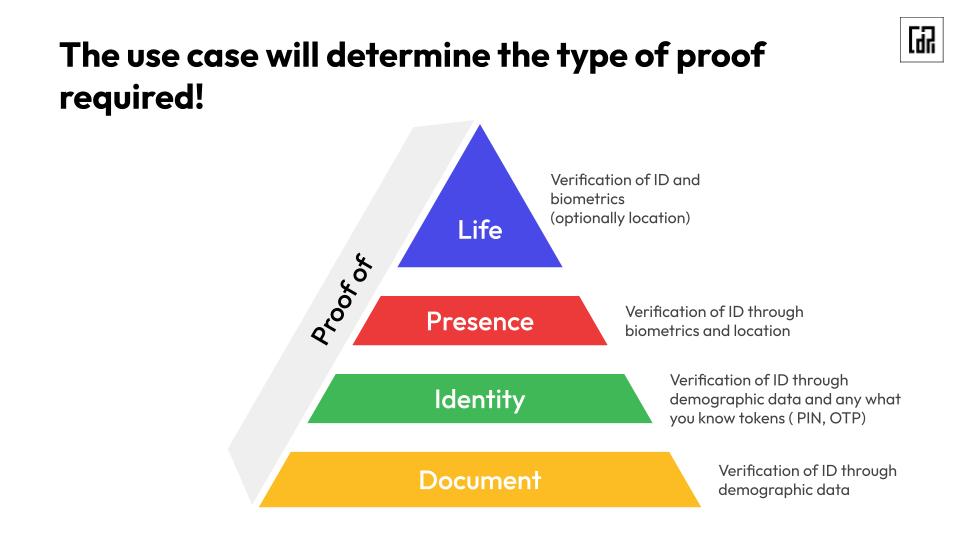 The use case will determine the type of proof
required!
cdpi
Proof of
Life
Verification of ID and
biometrics
(optionally location)
Presence
Verification of ID through
biometrics and location
Identity
Verification of ID through
demographic data and any what
you know tokens ( PIN, OTP)
Document
Verification of ID through
demographic data